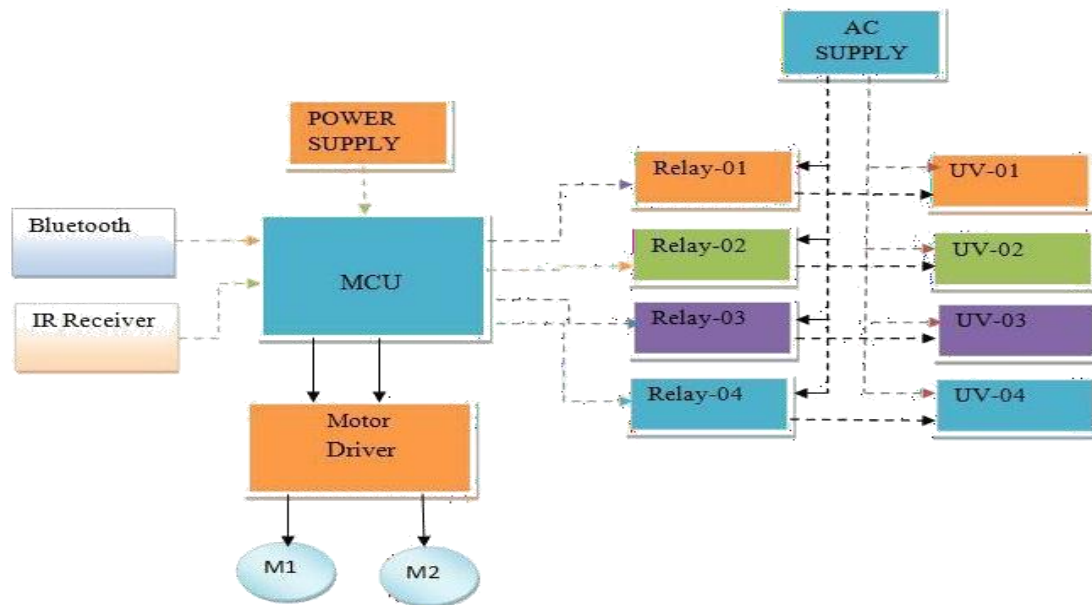 AC
SUPPLY
POWER
SUPPLY
Relay-01
UV-01
Bluetooth
Relay-02
UV-02
MCU
IR Receiver
Relay-03
UV-03
Relay-04
UV-04
Motor
Driver
M1
M2